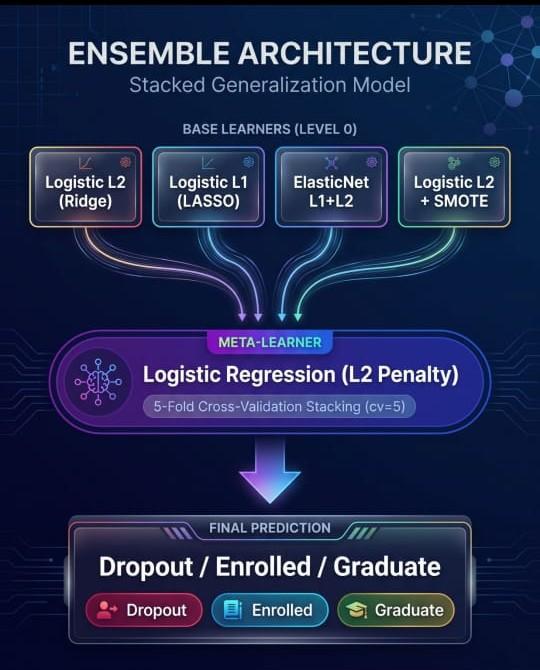 ENSEMBLE ARCHITECTURE
Stacked Generalization Model
BASE LEARNERS (LEVEL 0)
Logistic L2
(Ridge)
Logistic L1
(LASSO)
ElasticNet
L1+L2
Logistic L2
+ SMOTE
META-LEARNER
Logistic Regression (L2 Penalty)
5-Fold Cross-Validation Stacking (cv=5)
FINAL PREDICTION
Dropout / Enrolled / Graduate
Dropout
Enrolled
Graduate